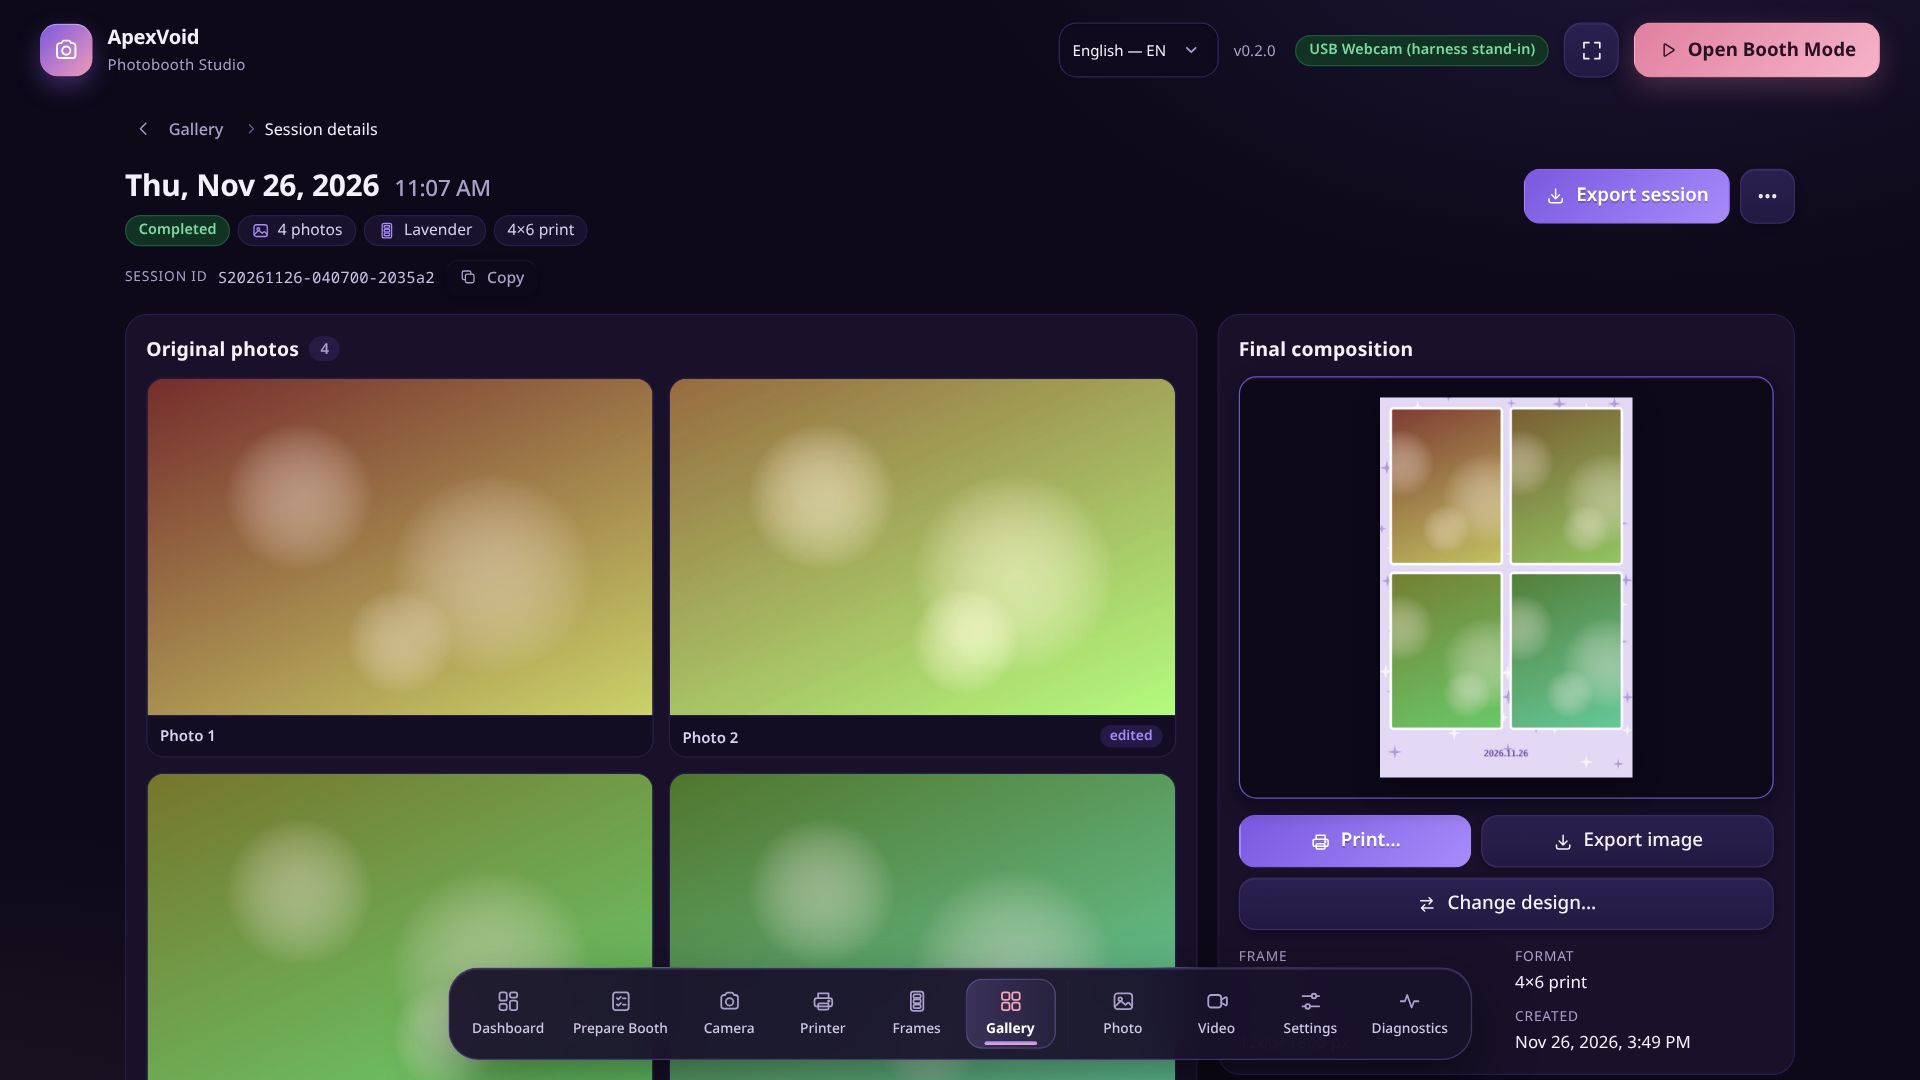 ApexVoid
Photobooth Studio
English — EN
v0.2.0
USB Webcam (harness stand-in)
Open Booth Mode
Gallery
Session details
Thu, Nov 26, 2026 11:07 AM
Completed
4 photos
Lavender
4×6 print
Export session
SESSION ID S20261126-040700-2035a2
Copy
Original photos 4
Photo 1
Photo 2
edited
Final composition
2026.11.26
Print...
Export image
Change design...
FRAME
FORMAT
4×6 print
CREATED
Nov 26, 2026, 3:49 PM
Dashboard
Prepare Booth
Camera
Printer
Frames
Gallery
Photo
Video
Settings
Diagnostics